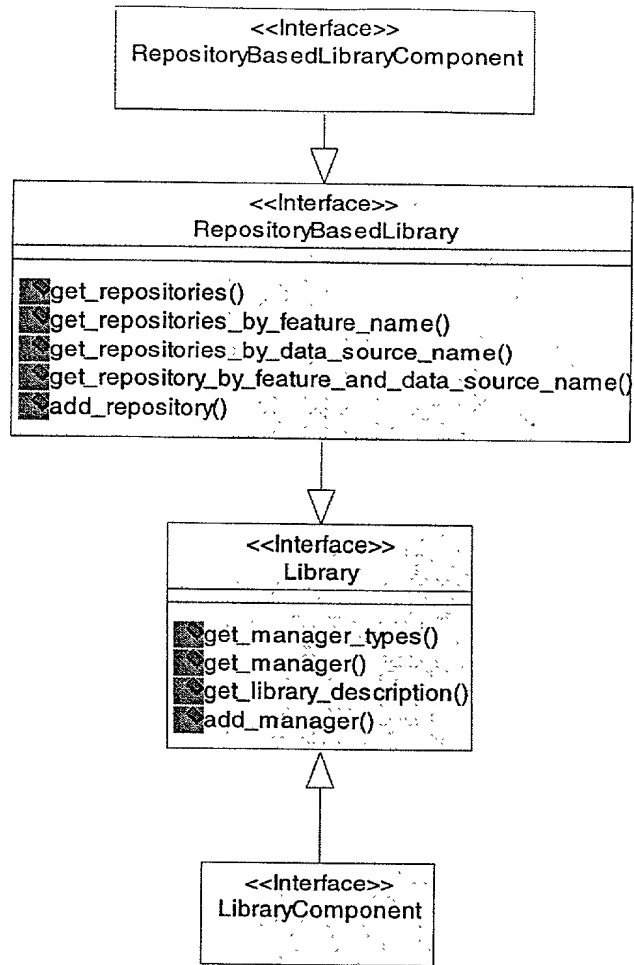 <<Interface>>
RepositoryBasedLibraryComponent
<<Interface>>
RepositoryBasedLibrary
get_repositories()
get_repositories_by_feature_name()
get_repositories_by_data_source_name()
get_repository_by_feature_and_data_source_name()
add_repository()
<<Interface>>
Library
get_manager_types()
get_manager()
get_library_description()
add_manager()
<<Interface>>
LibraryComponent